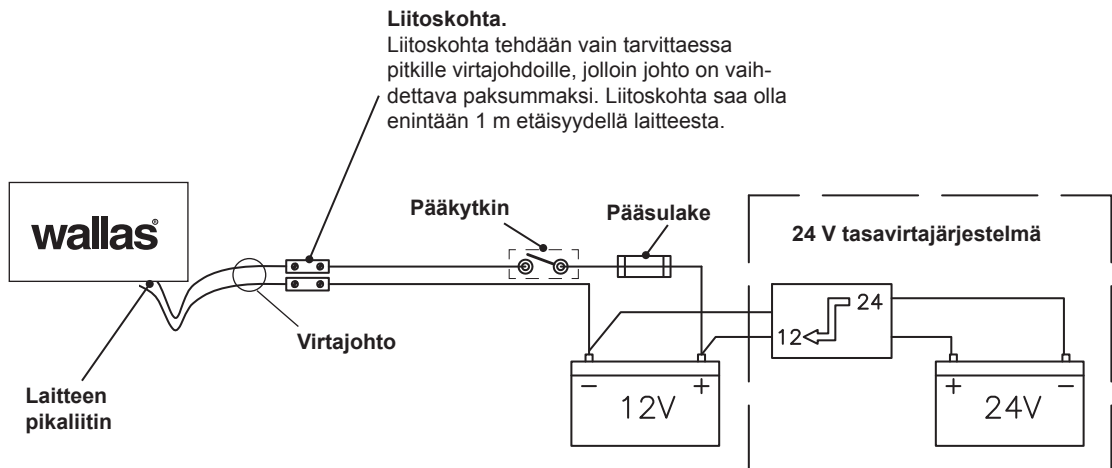 Liitoskohta.
Liitoskohta tehdään vain tarvittaessa
pitkille virtajohdoille, jolloin johto on vaih-
dettava paksummaksi. Liitoskohta saa olla
enintään 1 m etäisyydellä laitteesta.
wallas®
Pääkytkin
Pääsulake
24 V tasavirtajärjestelmä
24
12
Virtajohto
Laitteen
pikaliitin
− +
12V
+ −
24V